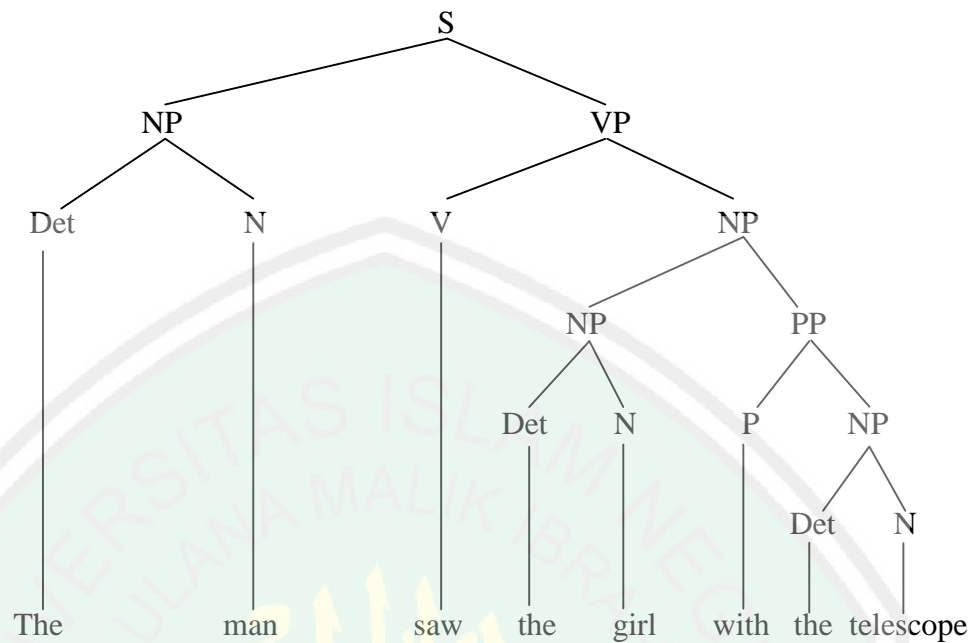 S
NP VP
Det N V NP
NP PP
Det N P NP
Det N
The man saw the girl with the telescope